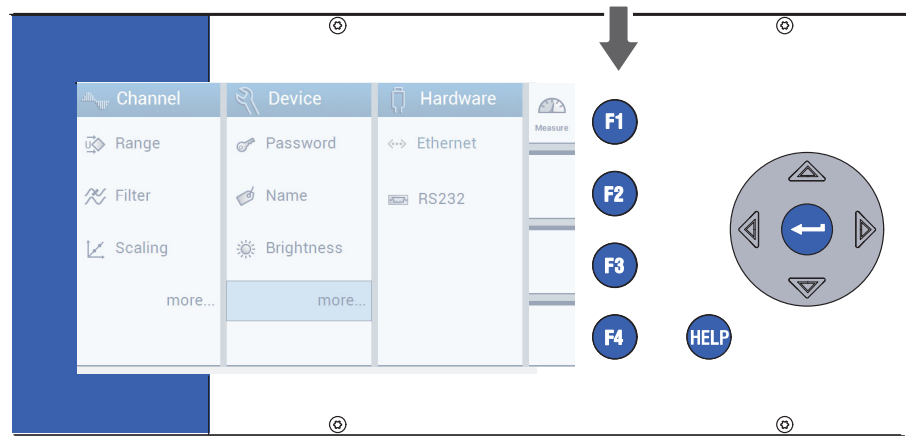 Channel
Range
Filter
Scaling
more...
Device
Password
Name
Brightness
more...
Hardware
Ethernet
RS232
Measure
F1
F2
F3
F4
HELP